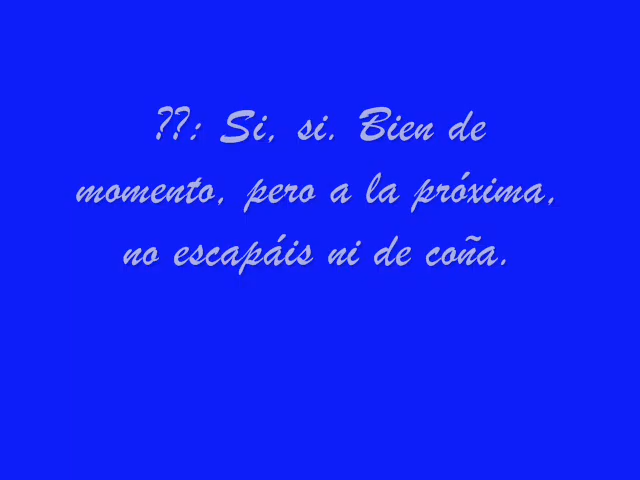 ??: Si, si. Bien de
momento, pero a la próxima,
no escapáis ni de coña.